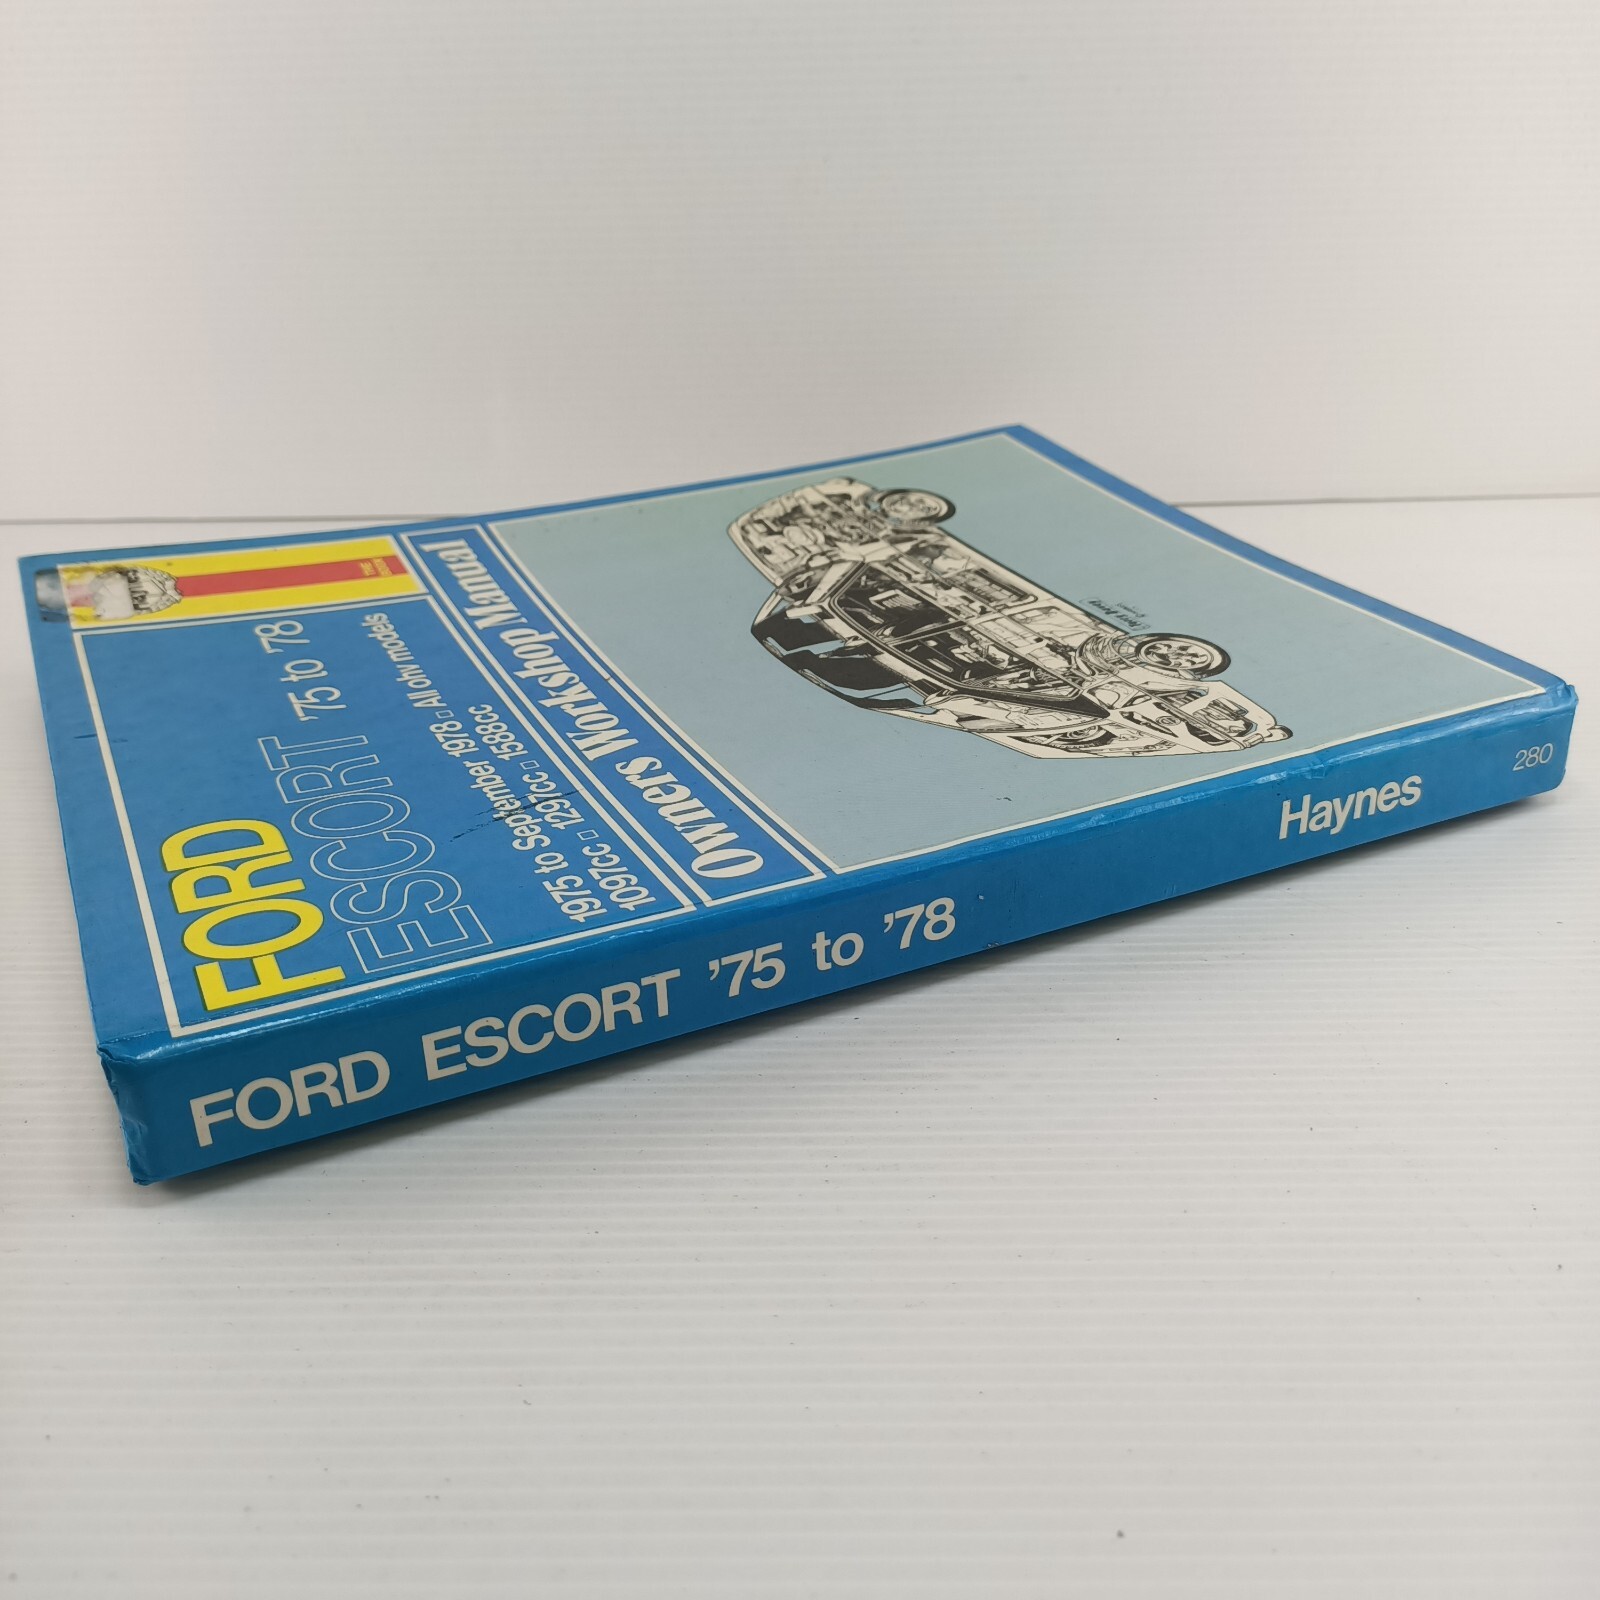 FORD
ESCORT '75 to '78
1975 to September 1978 □ All ohv models
1097cc □ 1297cc □ 1588cc
Owners Workshop Manual
FORD ESCORT '75 to '78
Haynes
280